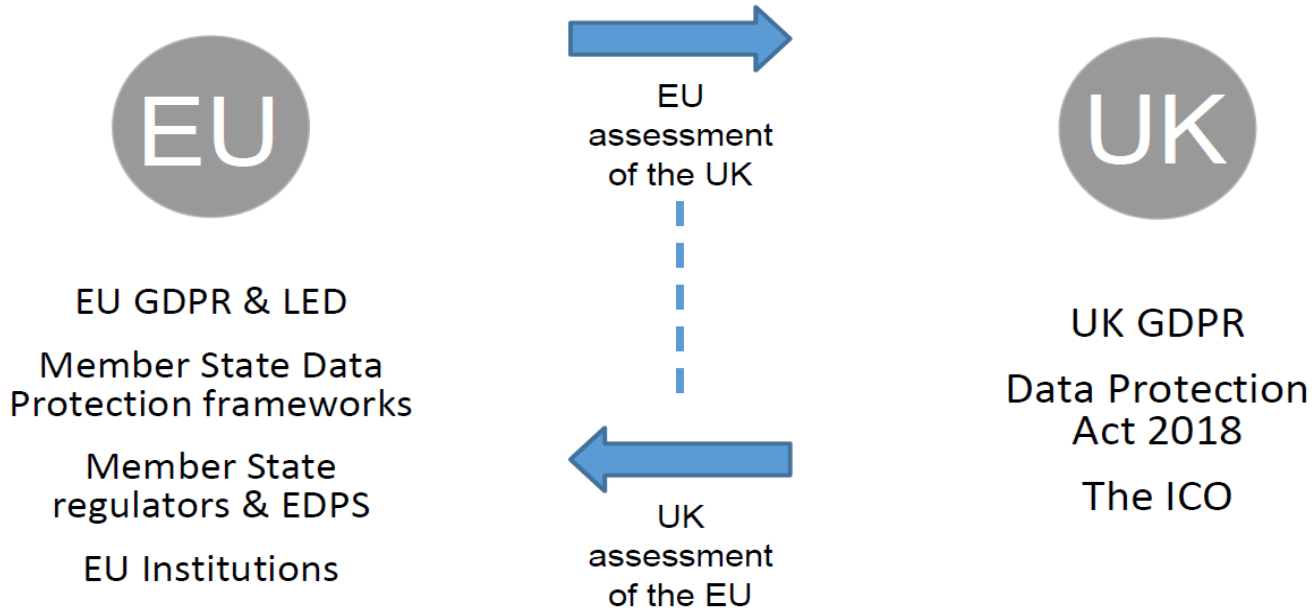 EU
EU GDPR & LED
Member State Data
Protection frameworks
Member State
regulators & EDPS
EU Institutions
EU
assessment
of the UK
UK
assessment
of the EU
UK
UK GDPR
Data Protection
Act 2018
The ICO